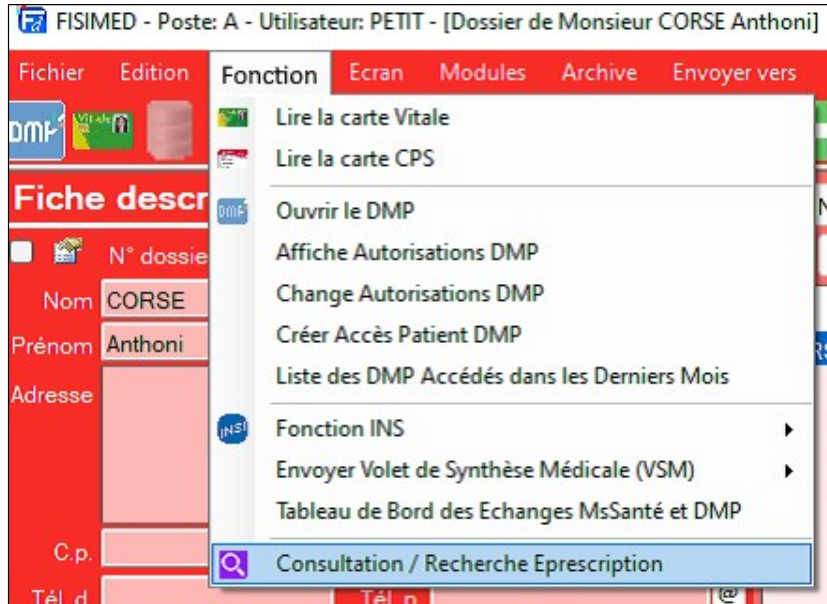 FISIMED - Poste: A - Utilisateur: PETIT - [Dossier de Monsieur CORSE Anthoni]
Fichier Edition Fonction Ecran Modules Archive Envoyer vers
DMP Vitale
Lire la carte Vitale
Lire la carte CPS
Fiche descr
DMP Ouvrir le DMP
N° dossie
Affiche Autorisations DMP
Nom CORSE
Change Autorisations DMP
Prénom Anthoni
Créer Accès Patient DMP
Adresse
Liste des DMP Accédés dans les Derniers Mois
INSI Fonction INS
Envoyer Volet de Synthèse Médicale (VSM)
Tableau de Bord des Echanges MsSanté et DMP
C.p.
Consultation / Recherche Eprescription
Tél. d Tél. p @